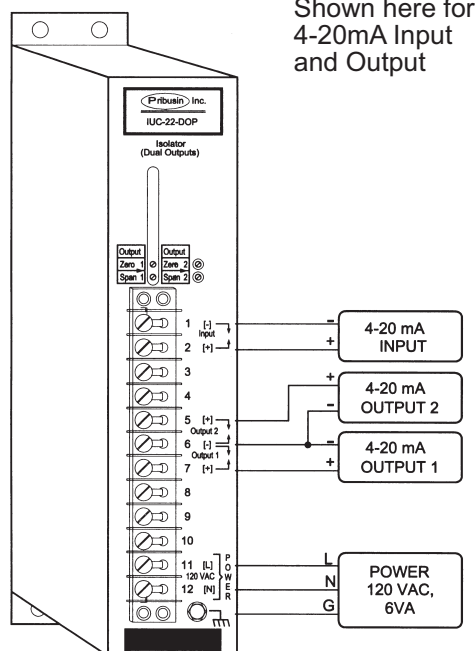 Shown here for
4-20mA Input
and Output
Pribusin Inc.
IUC-22-DOP
Isolator
(Dual Outputs)
Output Output
Zero 1 Zero 2
Span 1 Span 2
1 [-]
Input
2 [+]
3
4
5 [+]
Output 2
6 [-]
Output 1
7 [+]
8
9
10
11 [L]
120 VAC
12 [N]
POWER
- 4-20 mA
+ INPUT
+ 4-20 mA
- OUTPUT 2
- 4-20 mA
+ OUTPUT 1
L POWER
N 120 VAC,
G 6VA